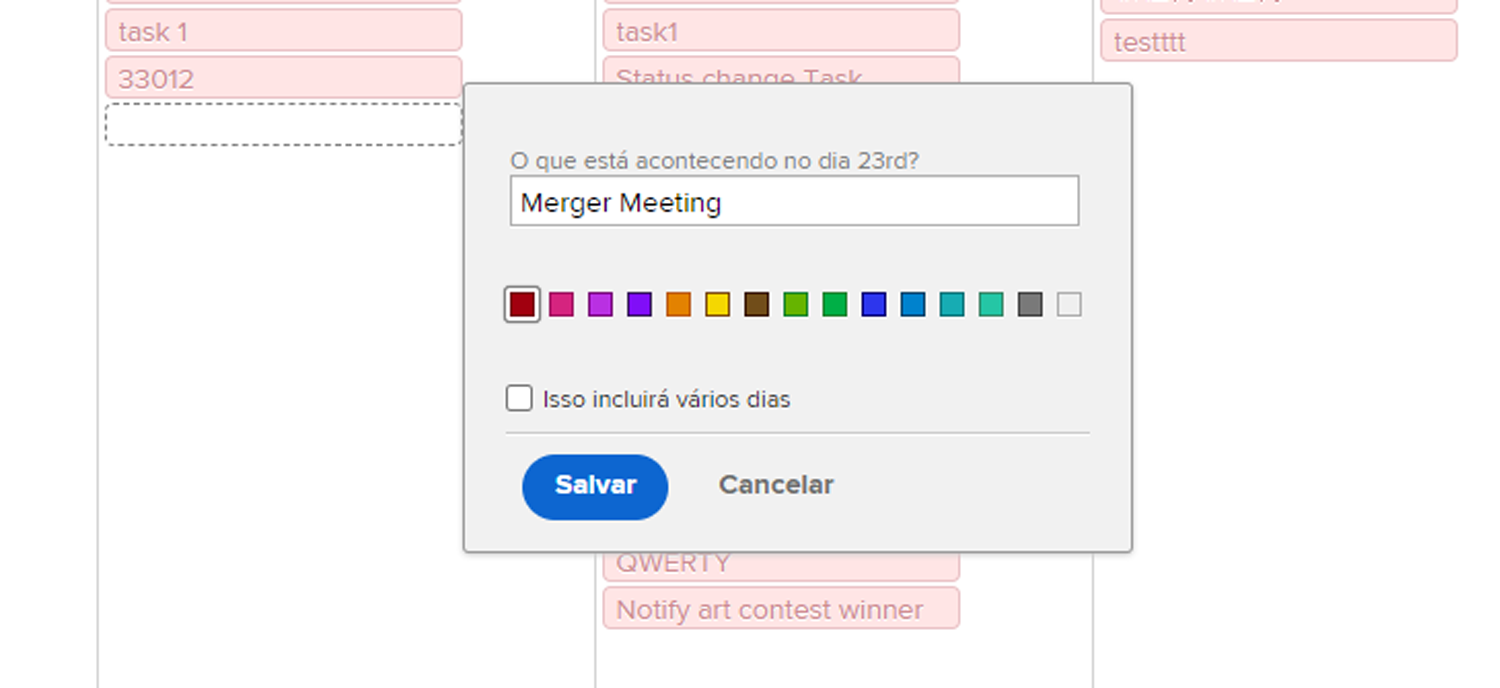 task 1
33012
task1
Status change Task
testttt
O que está acontecendo no dia 23rd?
Merger Meeting
Isso incluirá vários dias
Salvar
Cancelar
QWERTY
Notify art contest winner